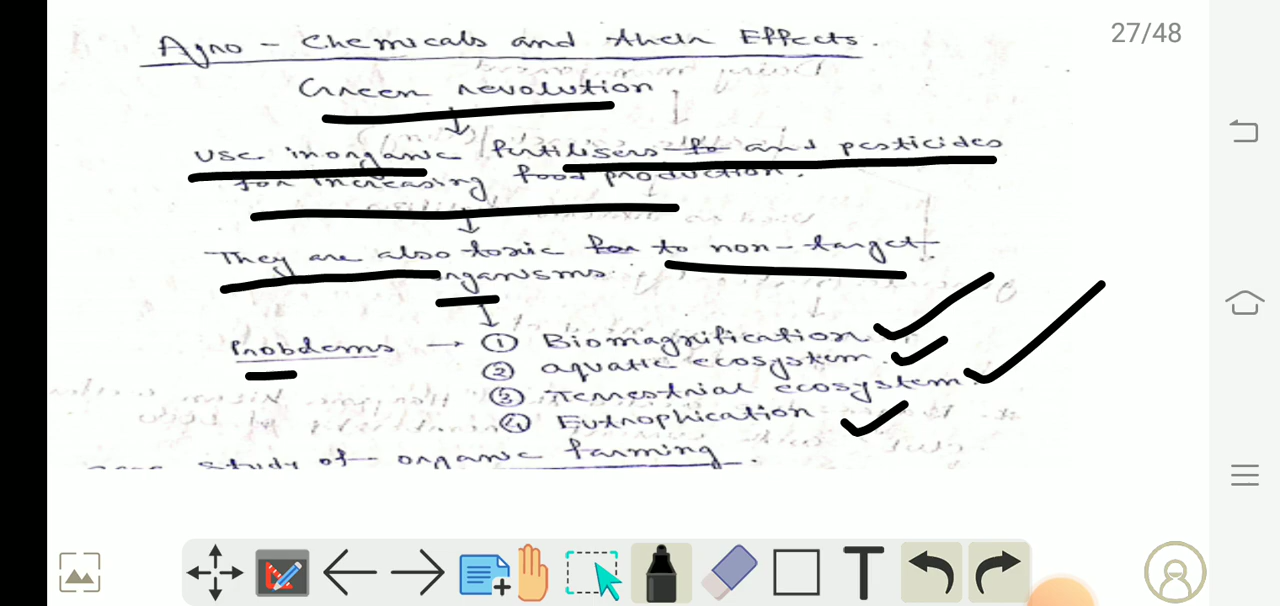 27/48
Agro - Chemicals and their Effects.
Green revolution
↓
Use inorganic fertilisers and pesticides
for increasing food production.
↓
They are also toxic to non-target
organisms
↓
Problems → ① Biomagnification
② aquatic ecosystem.
③ Terrestrial ecosystem
④ Eutrophication
study of organic farming.
T